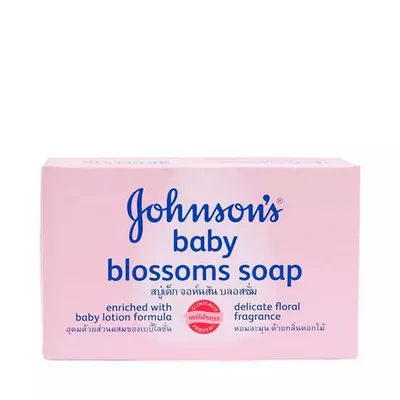 Johnson's®
baby
blossoms soap
สบู่เด็ก จอห์นสัน บลอสซั่ม
enriched with
baby lotion formula
อุดมด้วยส่วนผสมของเบบี้โลชั่น
CLINICALLY
mildness
PROVEN
delicate floral
fragrance
หอมละมุน ด้วยกลิ่นดอกไม้